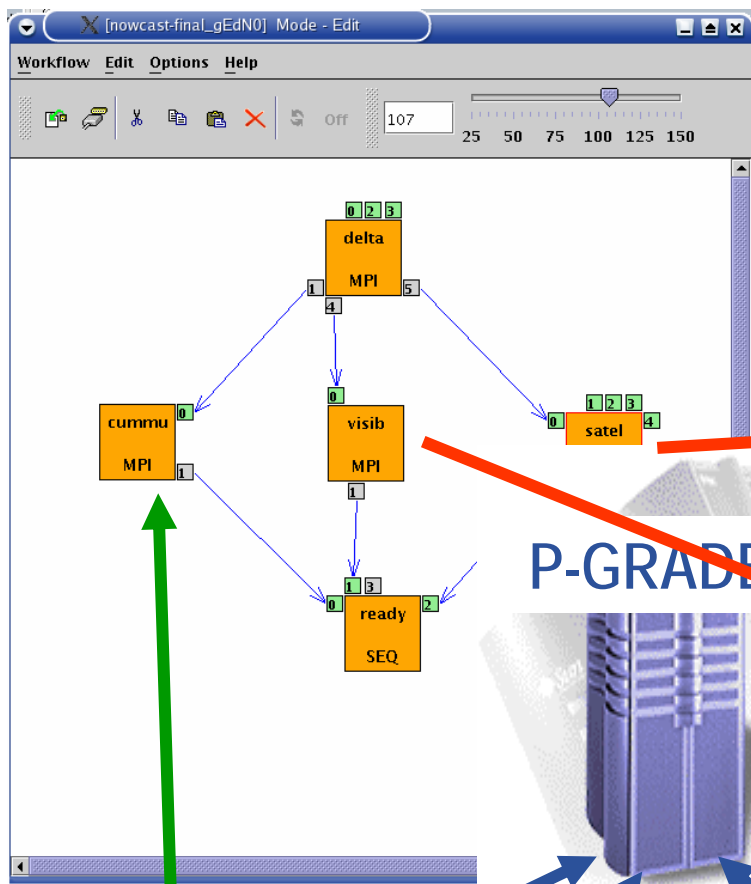 [nowcast-final_gEdN0] Mode - Edit
Workflow Edit Options Help
Off 107
25 50 75 100 125 150
0 2 3
delta
MPI
1 5
4
0
1 2 3
0 4
cummu
MPI
1
0
visib
MPI
1
satel
P-GRADE
1 3
0 2
ready
SEQ